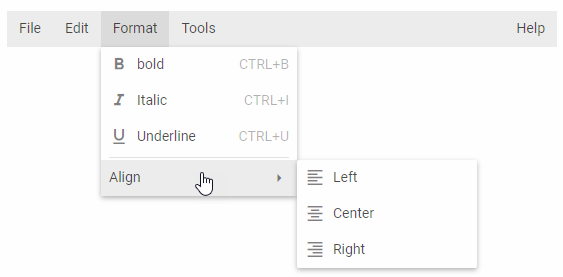 File Edit Format Tools Help
B bold CTRL+B
I Italic CTRL+I
U Underline CTRL+U
Align
Left
Center
Right